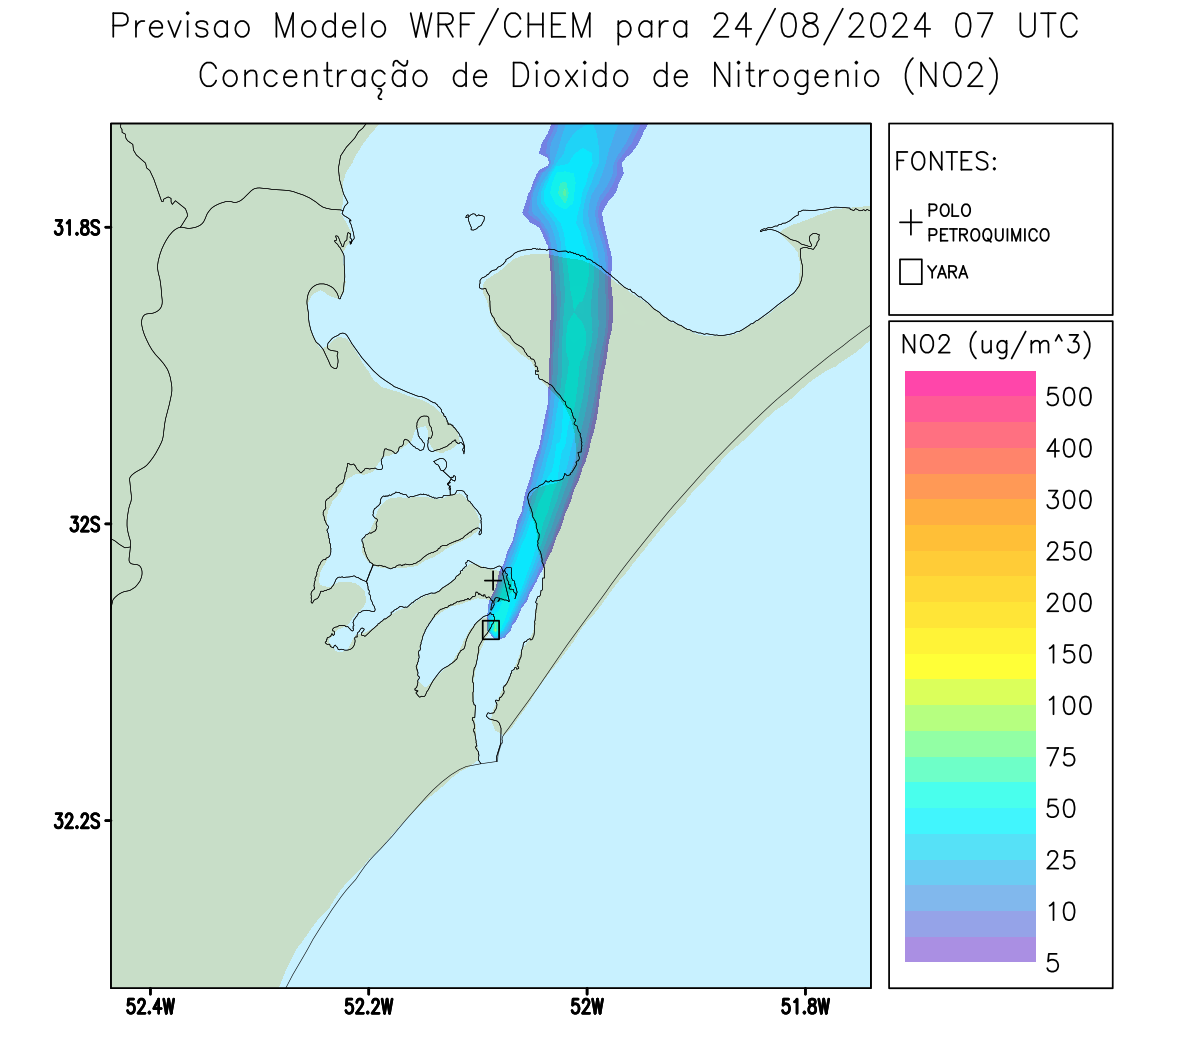 Previsao Modelo WRF/CHEM para 24/08/2024 07 UTC
Concentração de Dioxido de Nitrogenio (NO2)
FONTES:
POLO
PETROQUIMICO
YARA
NO2 (ug/m^3)
500
400
300
250
200
150
100
75
50
25
10
5
31.8S
32S
32.2S
52.4W
52.2W
52W
51.8W